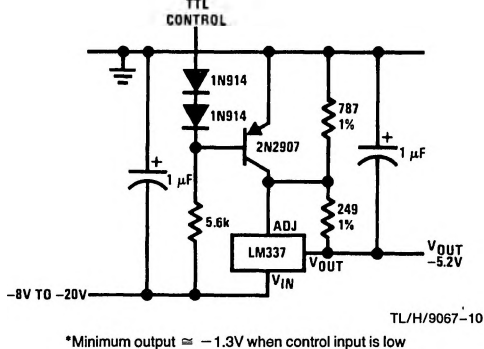 TTL
CONTROL
1N914
1N914
2N2907
787
1%
+
1 μF
+
1 μF
5.6k
249
1%
ADJ
LM337
VOUT
VIN
VOUT
−5.2V
−8V TO −20V
TL/H/9067–10
*Minimum output ≅ −1.3V when control input is low